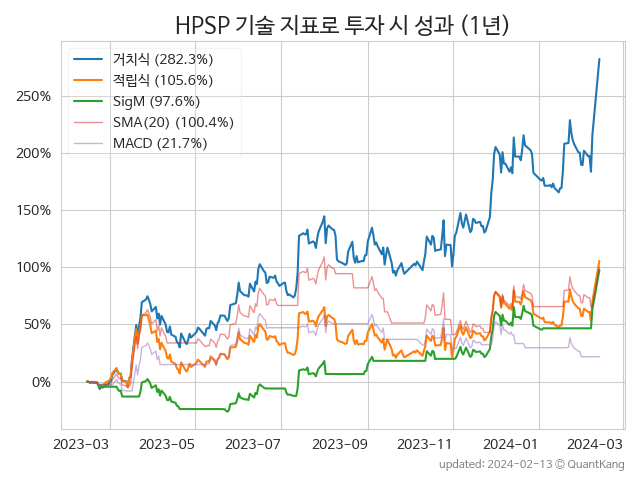 HPSP 기술 지표로 투자 시 성과 (1년)
거치식 (282.3%)
적립식 (105.6%)
SigM (97.6%)
SMA(20) (100.4%)
MACD (21.7%)
250%
200%
150%
100%
50%
0%
2023-03 2023-05 2023-07 2023-09 2023-11 2024-01 2024-03
updated: 2024-02-13 © QuantKang